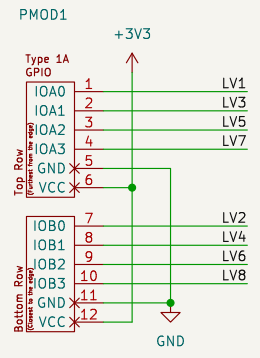 PMOD1
+3V3
Type 1A
GPIO
IOA0 1 LV1
IOA1 2 LV3
IOA2 3 LV5
IOA3 4 LV7
GND 5
VCC 6
Top Row
(Furthest from the edge)
IOB0 7 LV2
IOB1 8 LV4
IOB2 9 LV6
IOB3 10 LV8
GND 11
VCC 12
Bottom Row
(Closest to the edge)
GND